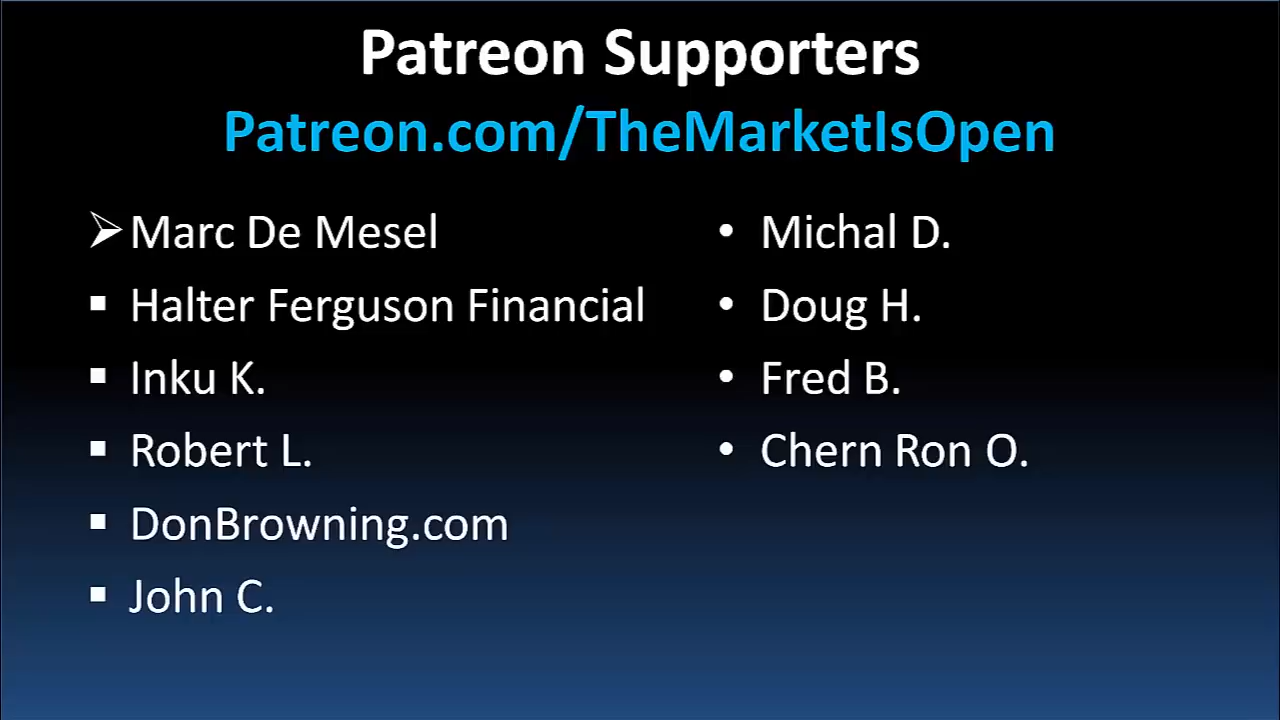 Patreon Supporters
Patreon.com/TheMarketIsOpen
➢ Marc De Mesel
▪ Halter Ferguson Financial
▪ Inku K.
▪ Robert L.
▪ DonBrowning.com
▪ John C.
• Michal D.
• Doug H.
• Fred B.
• Chern Ron O.